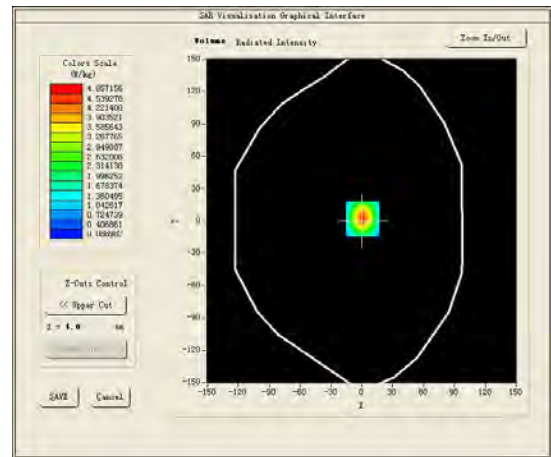 SAR Visualisation Graphical Interface
Volume Radiated Intensity
Zoom In/Out
Colors Scale
(W/kg)
4.857156
4.539278
4.221400
3.903521
3.585643
3.267765
2.949887
2.632008
2.314130
1.996252
1.678374
1.360495
1.042617
0.724739
0.406861
150
120
90
60
30
0
-30
-60
-90
-120
-150
-150 -120 -90 -60 -30 0 30 60 90 120 150
X
Z-Cuts Control
<< Upper Cut
Z = 4.0 mm
SAVE Cancel